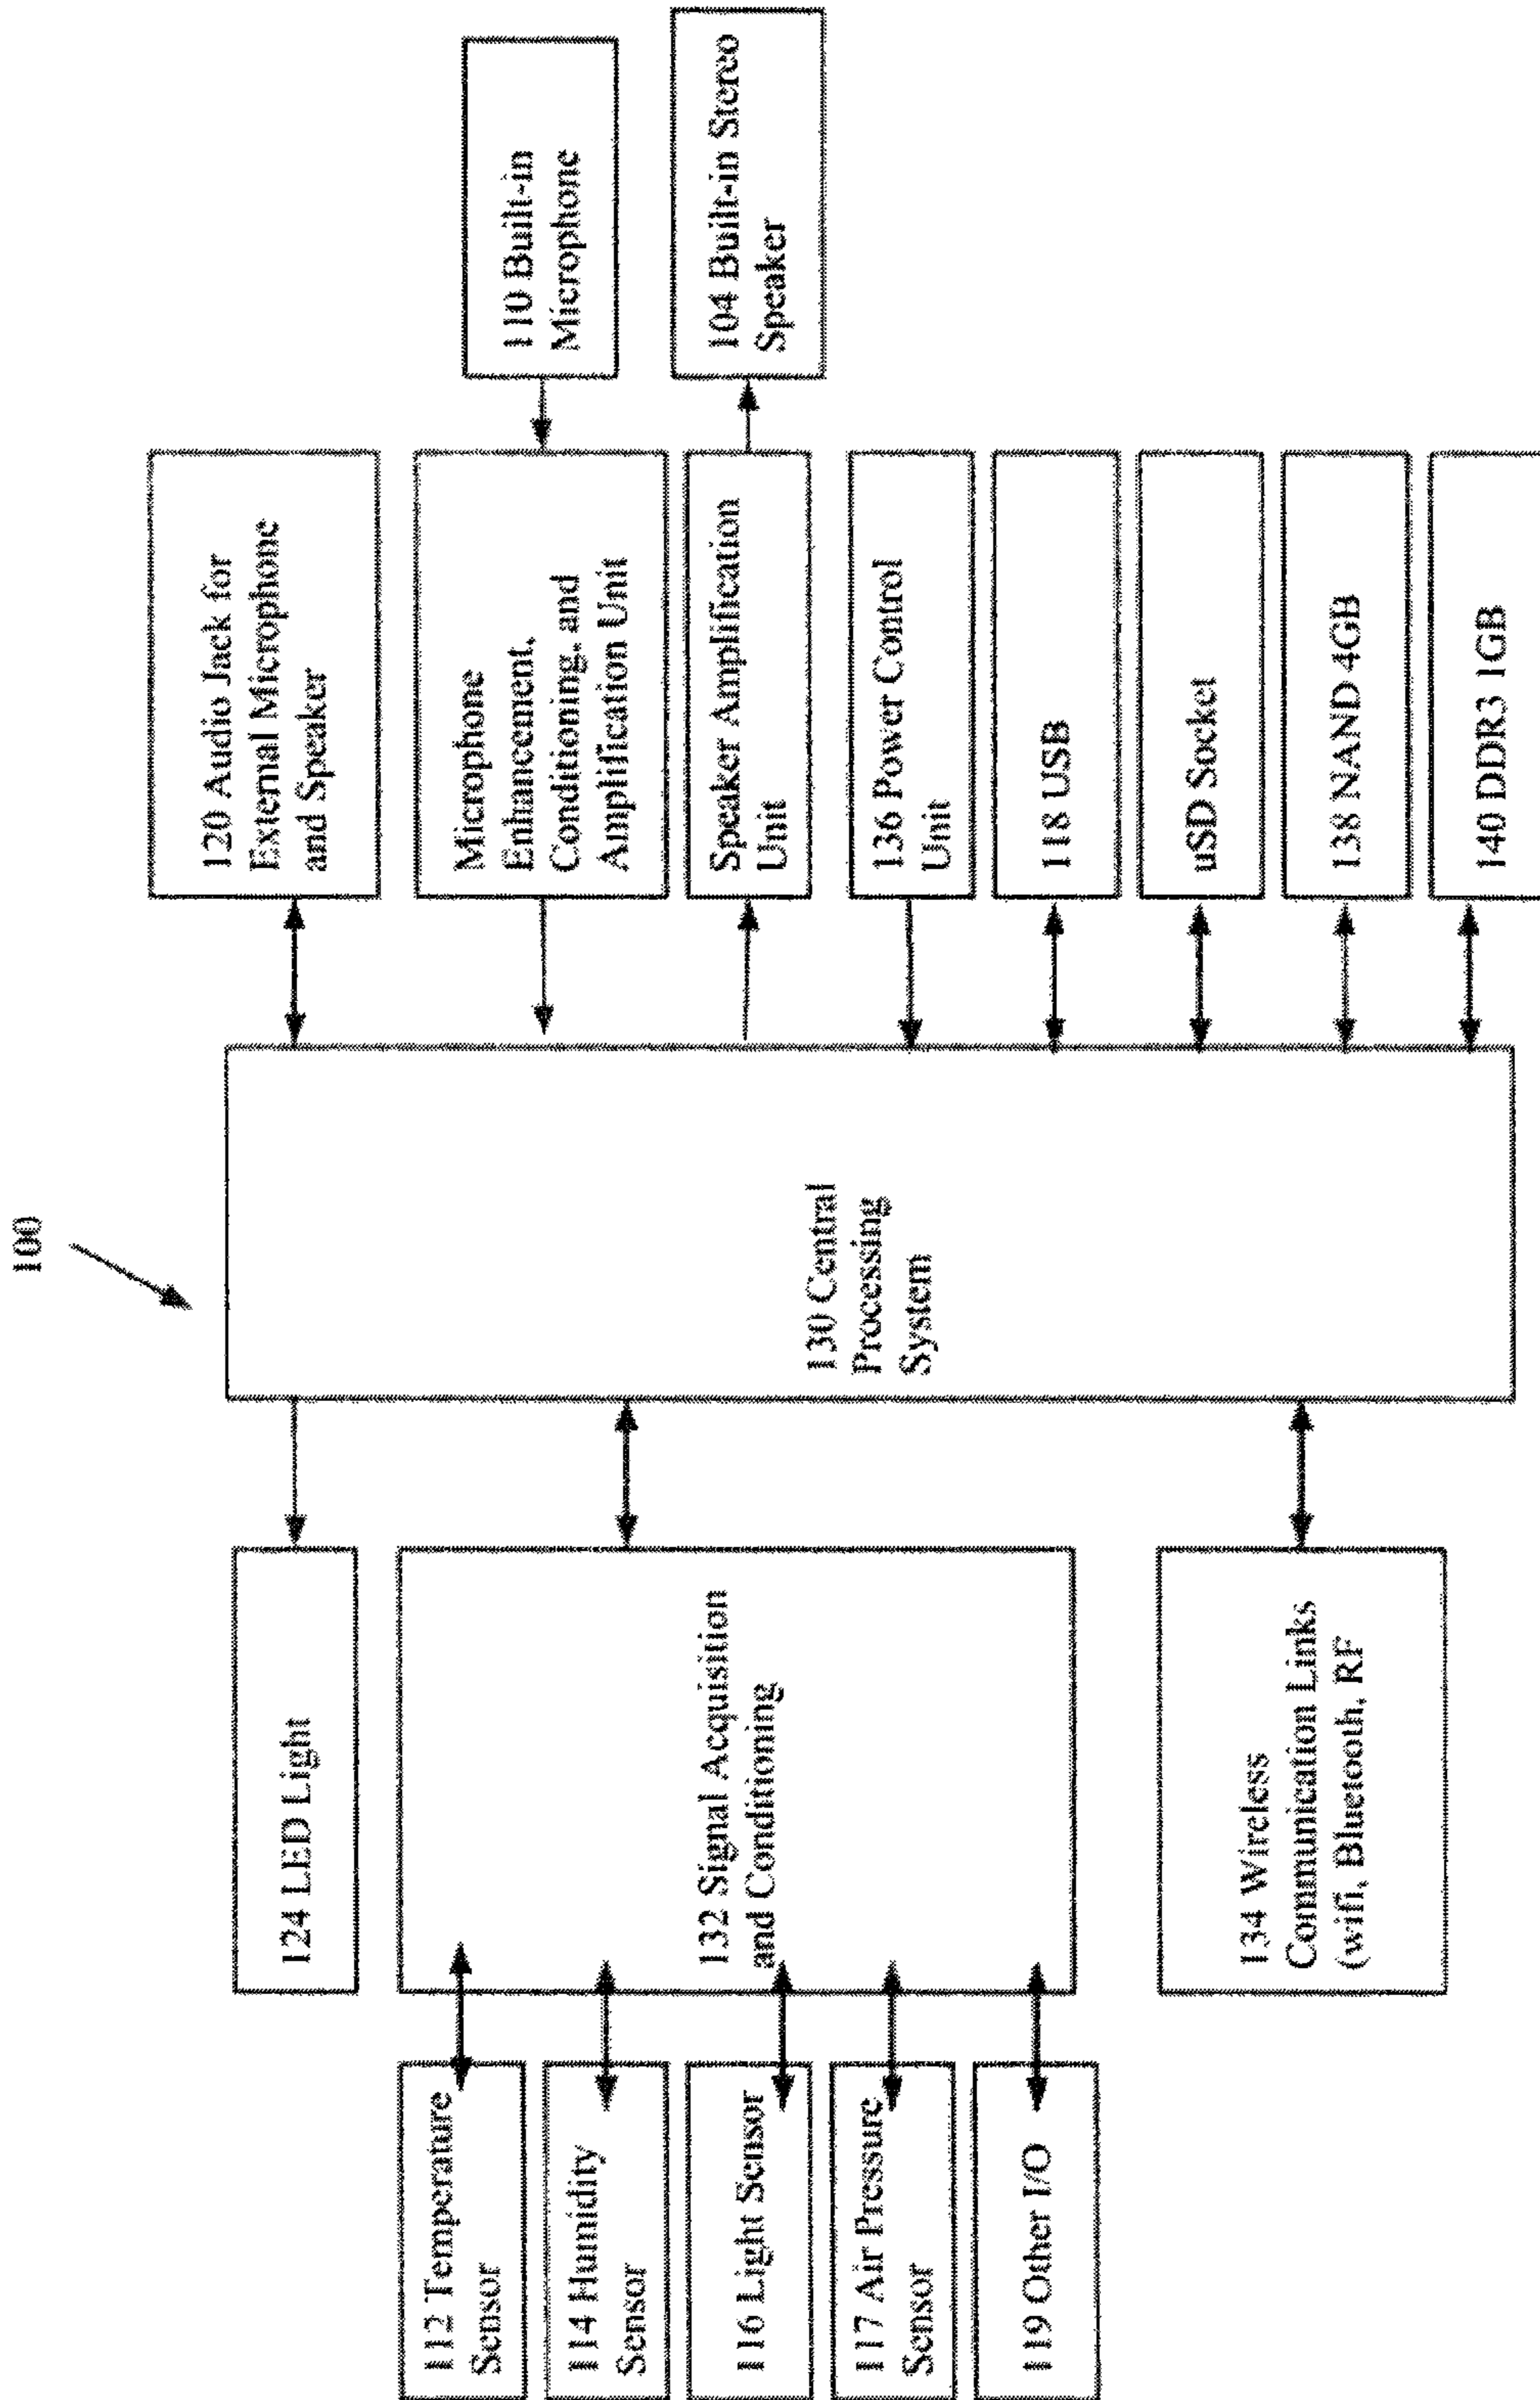 100
112 Temperature
Sensor
114 Humidity
Sensor
116 Light Sensor
117 Air Pressure
Sensor
119 Other I/O
124 LED Light
132 Signal Acquisition
and Conditioning
134 Wireless
Communication Links
(wifi, Bluetooth, RF
130 Central
Processing
System
120 Audio Jack for
External Microphone
and Speaker
Microphone
Enhancement,
Conditioning, and
Amplification Unit
Speaker Amplification
Unit
136 Power Control
Unit
118 USB
uSD Socket
138 NAND 4GB
140 DDR3 1GB
110 Built-in
Microphone
104 Built-in Stereo
Speaker